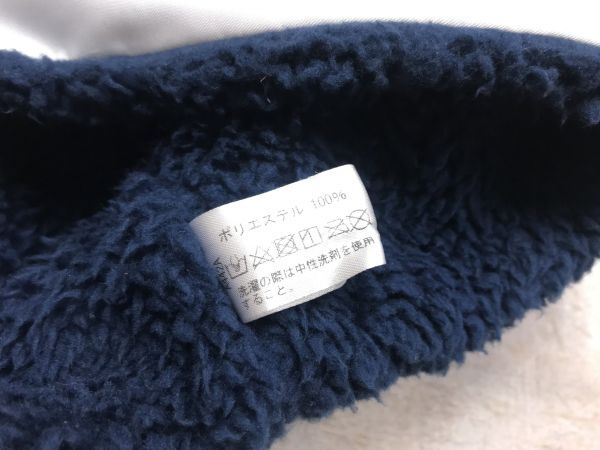 ポリエステル 100%
洗濯の際は中性洗剤を使用
すること。